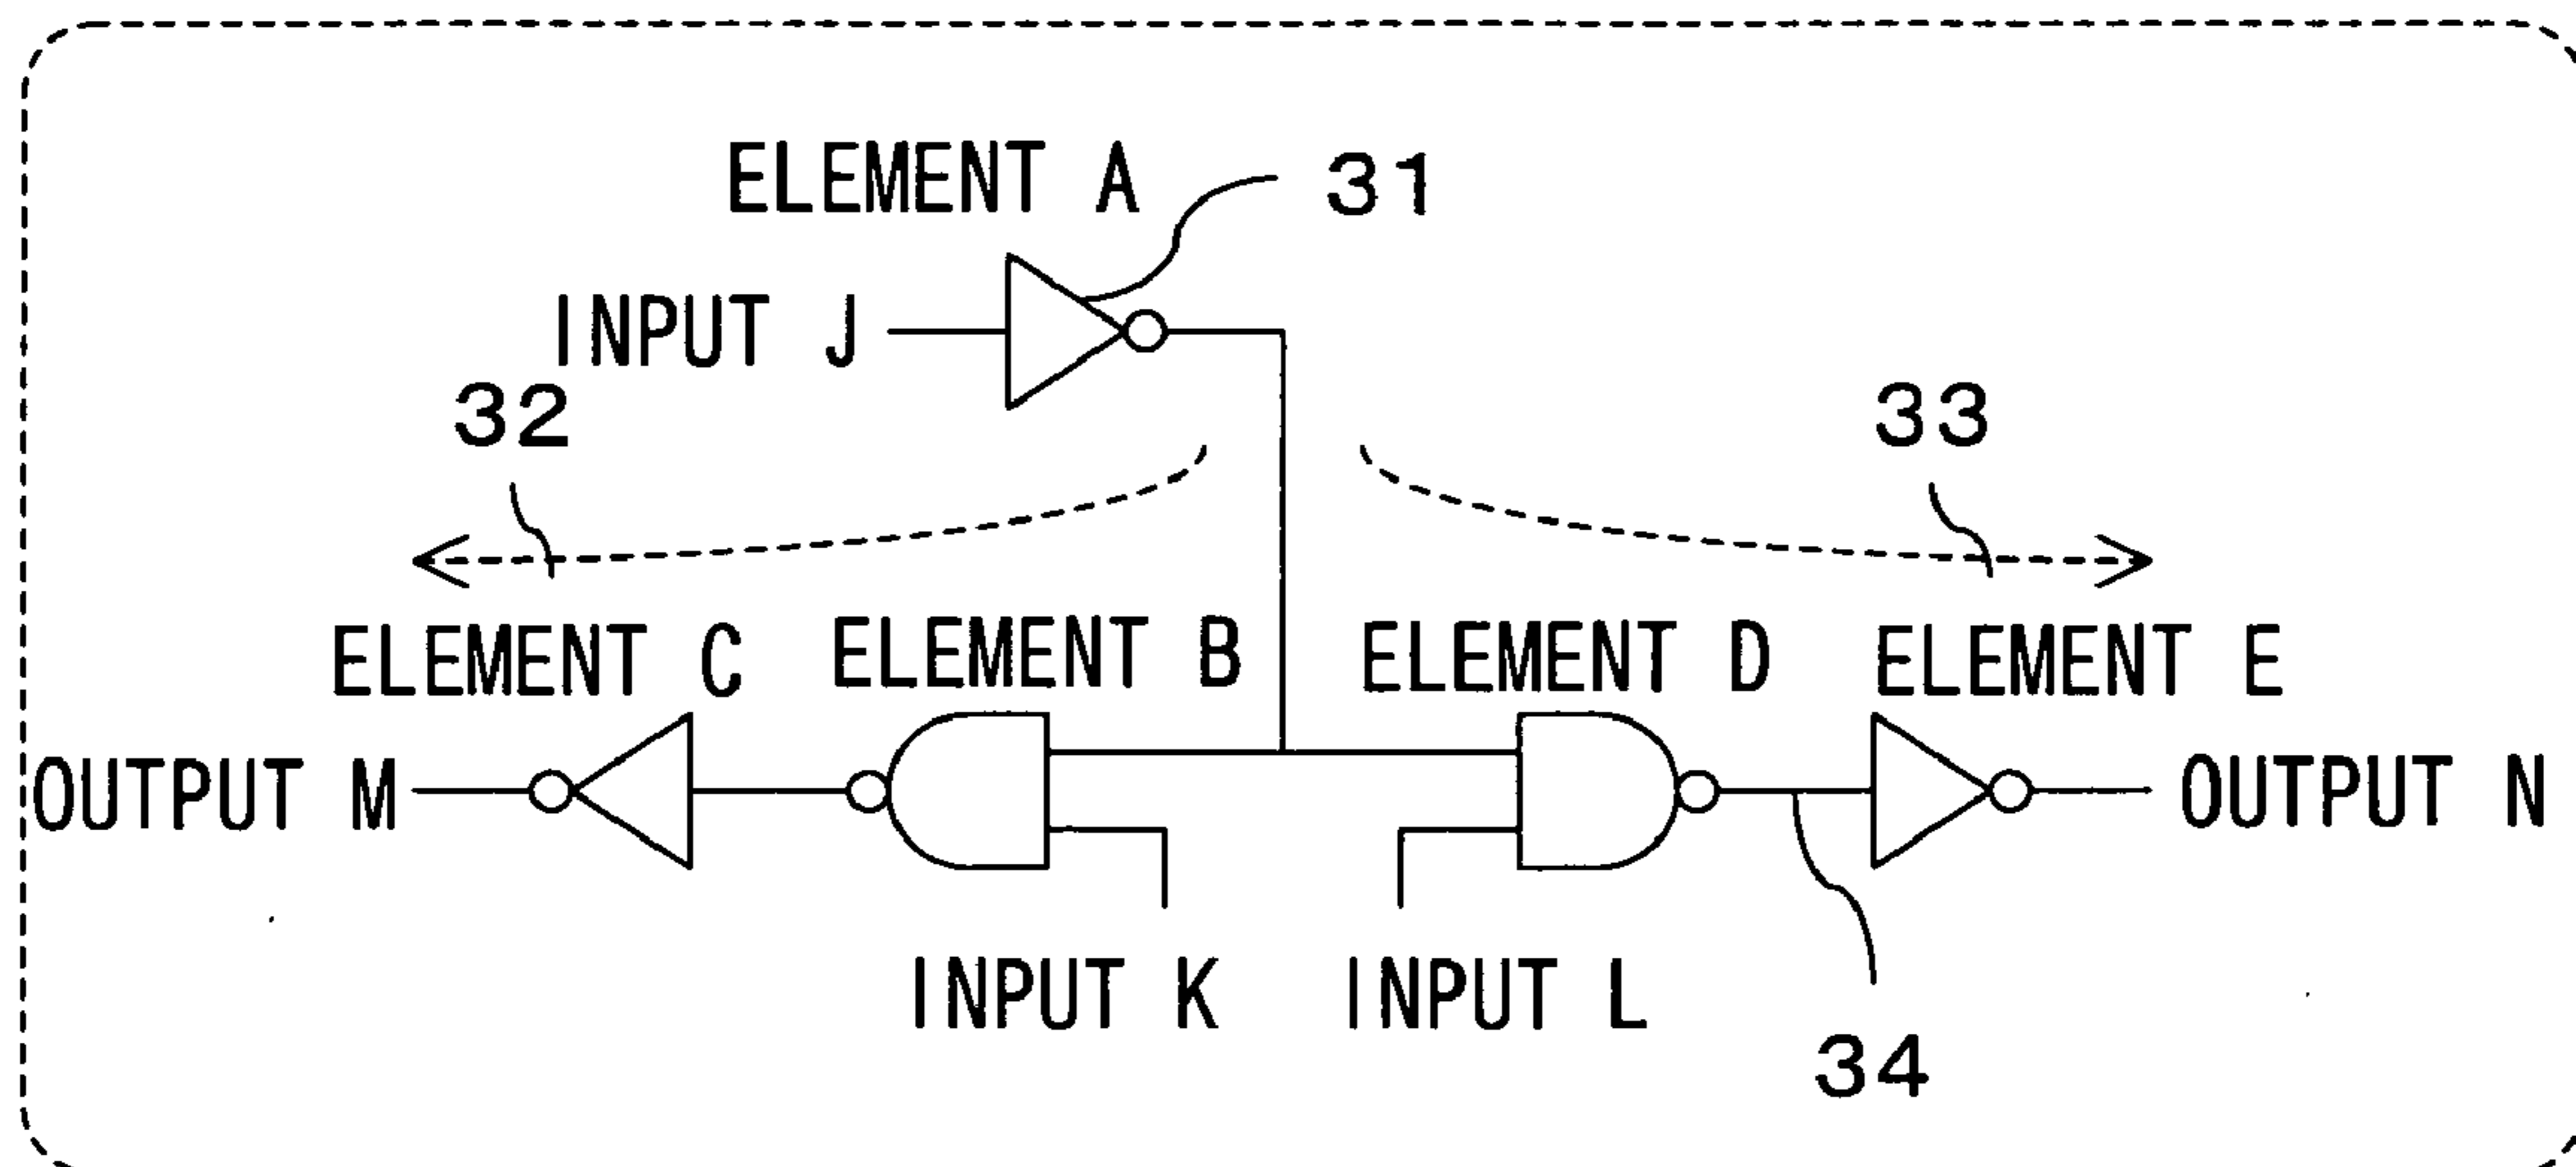 ELEMENT A
31
INPUT J
32
33
ELEMENT C
ELEMENT B
ELEMENT D
ELEMENT E
OUTPUT M
OUTPUT N
INPUT K
INPUT L
34